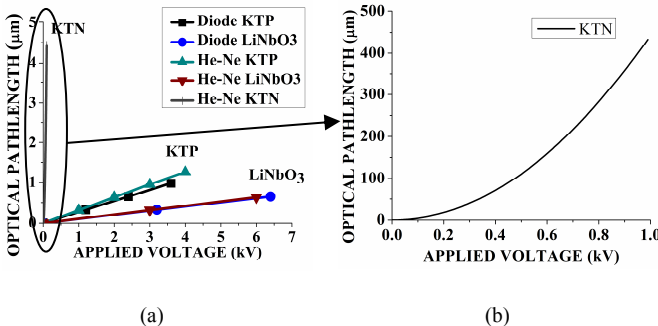 KTN
Diode KTP
Diode LiNbO3
He-Ne KTP
He-Ne LiNbO3
He-Ne KTN
KTP
LiNbO3
OPTICAL PATHLENGTH (μm)
5
4
3
2
1
0
0 1 2 3 4 5 6 7
APPLIED VOLTAGE (kV)
(a)
KTN
OPTICAL PATHLENGTH (μm)
500
400
300
200
100
0
0.0 0.2 0.4 0.6 0.8 1.0
APPLIED VOLTAGE (kV)
(b)